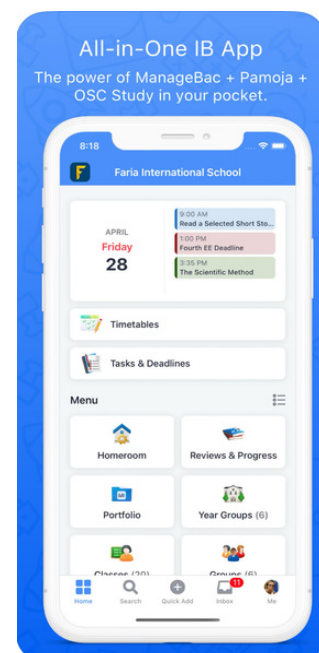 All-in-One IB App
The power of ManageBac + Pamoja +
OSC Study in your pocket.
8:18
F
Faria International School
APRIL
Friday
28
9:00 AM
Read a Selected Short Sto...
1:00 PM
Fourth EE Deadline
3:35 PM
The Scientific Method
Timetables
Tasks & Deadlines
Menu
Homeroom
Reviews & Progress
Portfolio
Year Groups (6)
Classes (20)
Groups (6)
11
Home
Search
Quick Add
Inbox
Me